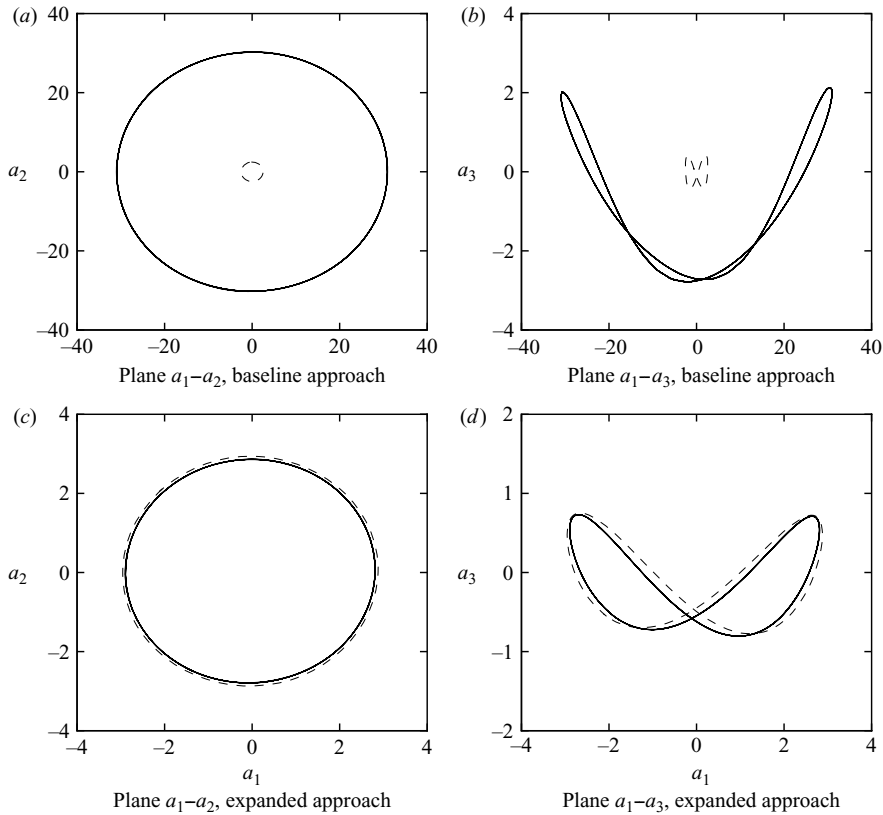 (a)
40
20
a2
0
−20
−40
−40
−20
0
20
40
Plane a1−a2, baseline approach
(b)
4
2
a3
0
−2
−4
−40
−20
0
20
40
Plane a1−a3, baseline approach
(c)
4
2
a2
0
−2
−4
−4
−2
0
2
4
a1
Plane a1−a2, expanded approach
(d)
2
1
a3
0
−1
−2
−4
−2
0
2
4
a1
Plane a1−a3, expanded approach